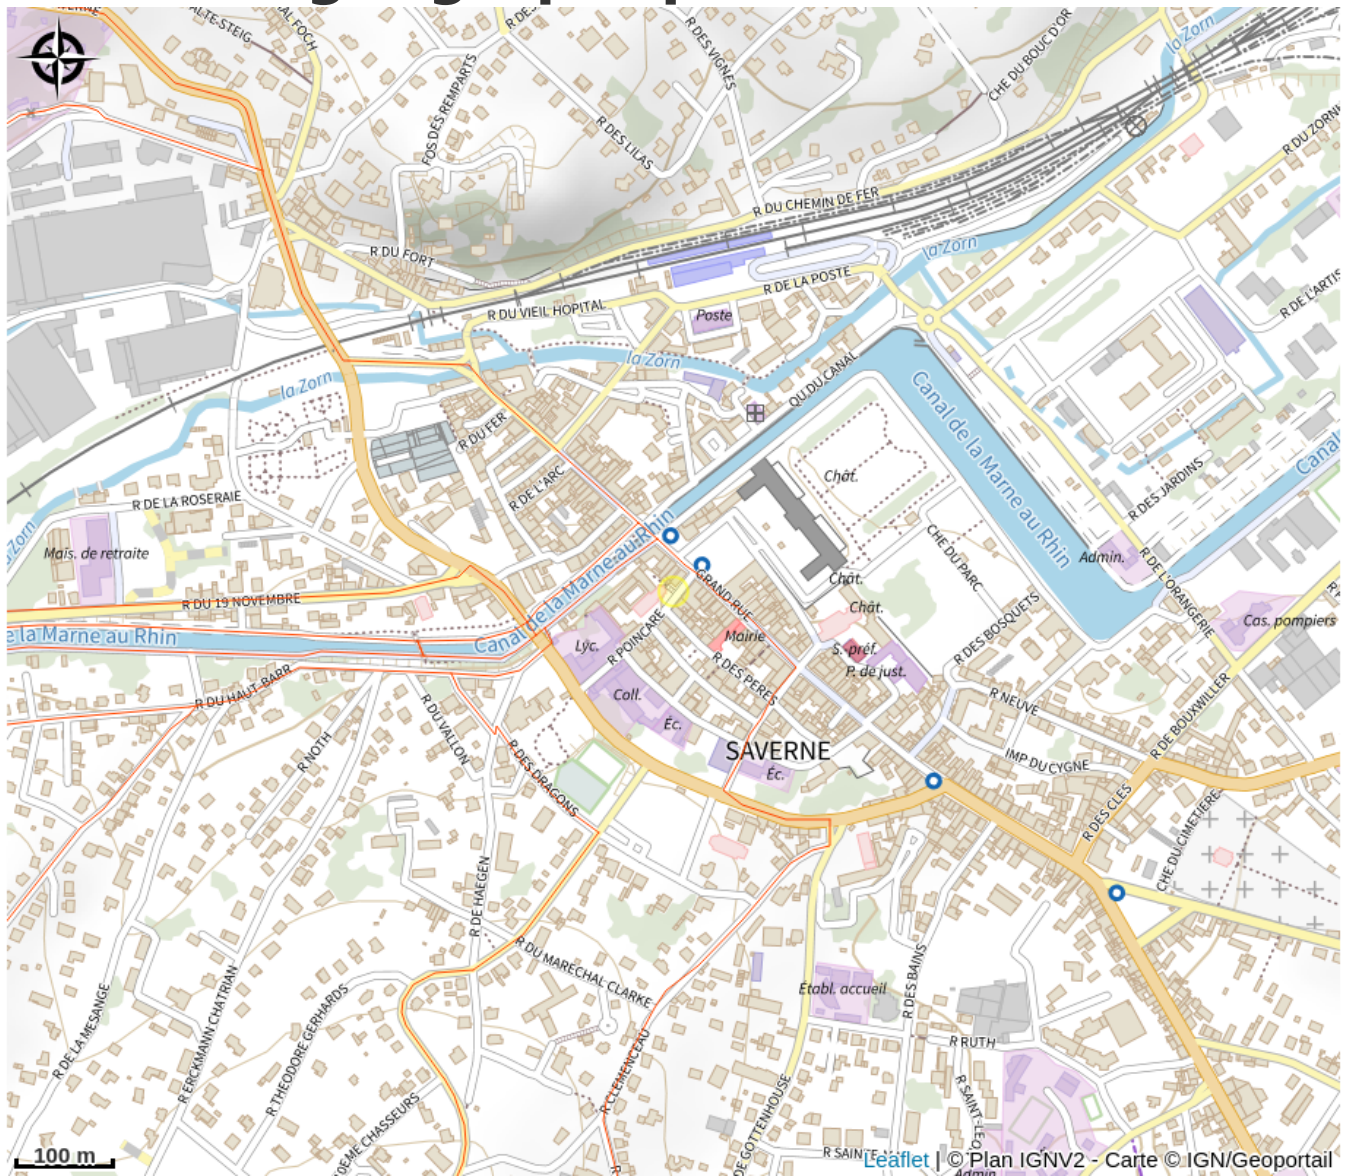 R DES VIGNES
CHE DU BOUC D'OR
la Zorn
FOS DES REMPARTS
R DES LILAS
R DU CHEMIN DE FER
R DU FORT
la Zorn
R DE LA POSTE
R DU VIEIL HOPITAL
Poste
la Zorn
QU DU CANAL
la Zorn
Canal de la Marne au Rhin
R DU FER
R DE L'ARC
Chât.
R DES JARDINS
Canal
R DE LA ROSERAIE
Mais. de retraite
CHE DU PARC
Admin.
R DE L'ORANGERIE
Canal de la Marne au Rhin
GRAND RUE
Chât.
Chât.
R DU 19 NOVEMBRE
R DES BOSQUETS
Cas. pompiers
e la Marne au Rhin
Lyc.
R POINCARE
Mairie
S.-préf.
P. de just.
R DES PERES
R DU HAUT-BARR
Coll.
R NEUVE
R DE BOUXWILLER
R DU VALLON
Éc.
R NOTH
R DES DRAGONS
SAVERNE
Éc.
IMP DU CYGNE
R DES CLES
CHE DU CIMETIERE
R DE HAEGEN
R DU MARECHAL CLARKE
Établ. accueil
R DES BAINS
R DE LA MESANGE
R ERCKMANN CHATRIAN
R THEODORE GERHARDS
R RUTH
R CLEMENCEAU
EME CHASSEURS
DE GOTTENHOUSE
R SAINT-LE
100 m
Leaflet | © Plan IGNV2 - Carte © IGN/Geoportail